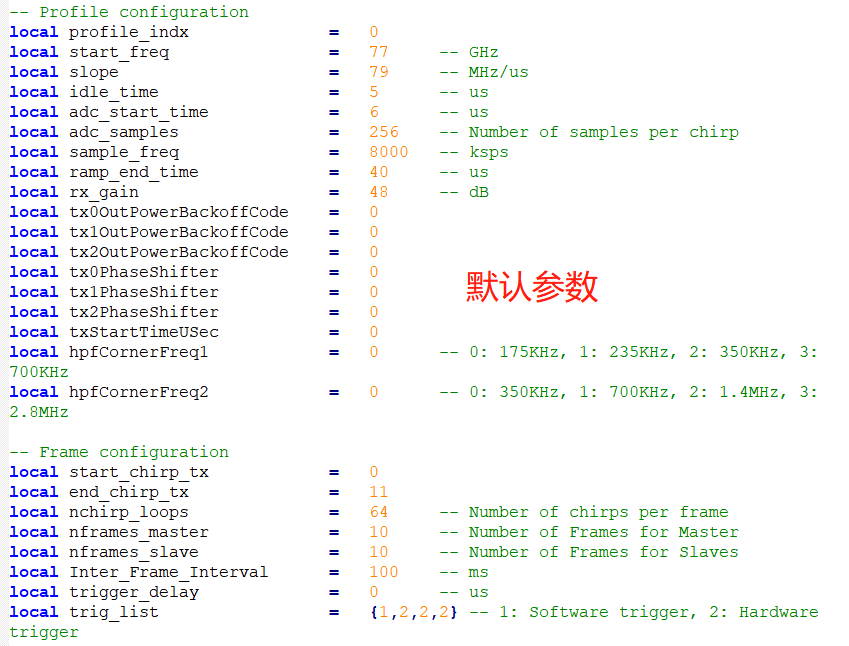 -- Profile configuration
local profile_indx = 0
local start_freq = 77 -- GHz
local slope = 79 -- MHz/us
local idle_time = 5 -- us
local adc_start_time = 6 -- us
local adc_samples = 256 -- Number of samples per chirp
local sample_freq = 8000 -- ksps
local ramp_end_time = 40 -- us
local rx_gain = 48 -- dB
local tx0OutPowerBackoffCode = 0
local tx1OutPowerBackoffCode = 0
local tx2OutPowerBackoffCode = 0
local tx0PhaseShifter = 0
local tx1PhaseShifter = 0
默认参数
local tx2PhaseShifter = 0
local txStartTimeUSec = 0
local hpfCornerFreq1 = 0 -- 0: 175KHz, 1: 235KHz, 2: 350KHz, 3:
700KHz
local hpfCornerFreq2 = 0 -- 0: 350KHz, 1: 700KHz, 2: 1.4MHz, 3:
2.8MHz
-- Frame configuration
local start_chirp_tx = 0
local end_chirp_tx = 11
local nchirp_loops = 64 -- Number of chirps per frame
local nframes_master = 10 -- Number of Frames for Master
local nframes_slave = 10 -- Number of Frames for Slaves
local Inter_Frame_Interval = 100 -- ms
local trigger_delay = 0 -- us
local trig_list = {1,2,2,2} -- 1: Software trigger, 2: Hardware
trigger